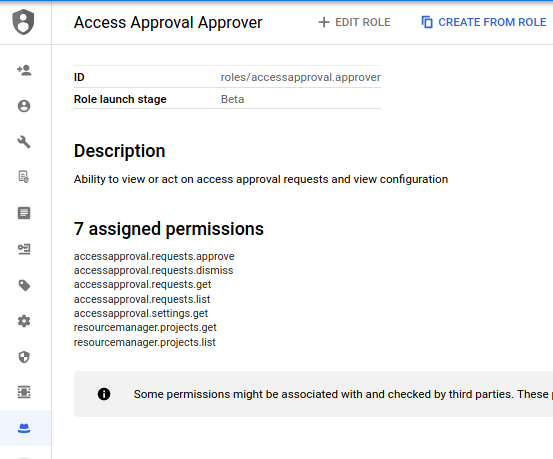 Access Approval Approver
EDIT ROLE
CREATE FROM ROLE
ID roles/accessapproval.approver
Role launch stage Beta
Description
Ability to view or act on access approval requests and view configuration
7 assigned permissions
accessapproval.requests.approve
accessapproval.requests.dismiss
accessapproval.requests.get
accessapproval.requests.list
accessapproval.settings.get
resourcemanager.projects.get
resourcemanager.projects.list
Some permissions might be associated with and checked by third parties. These